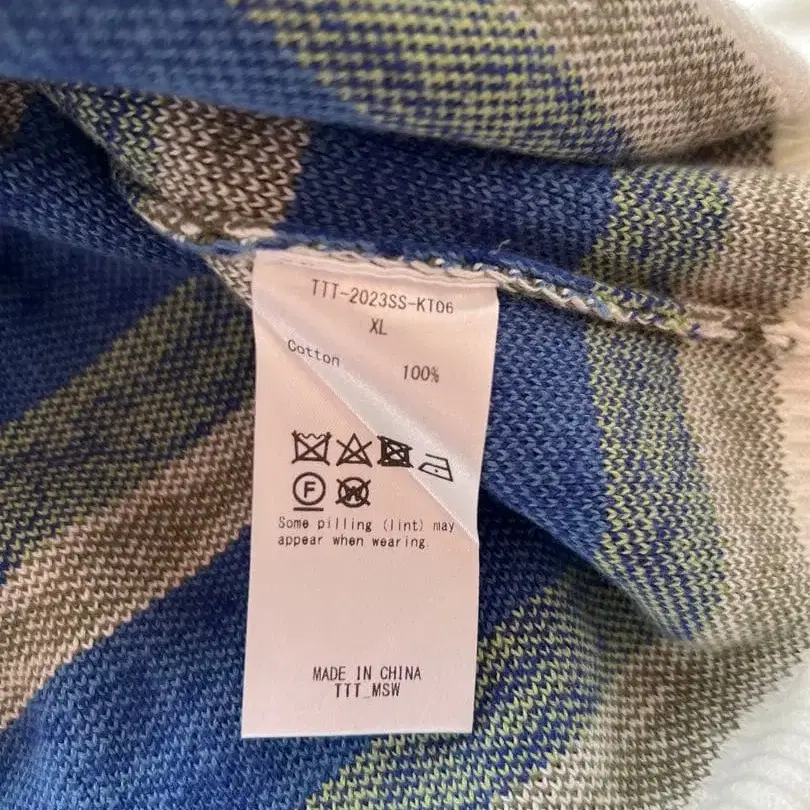 TTT-2023SS-KT06
XL
Cotton 100%
F W
Some pilling (lint) may
appear when wearing.
MADE IN CHINA
TTT_MSW